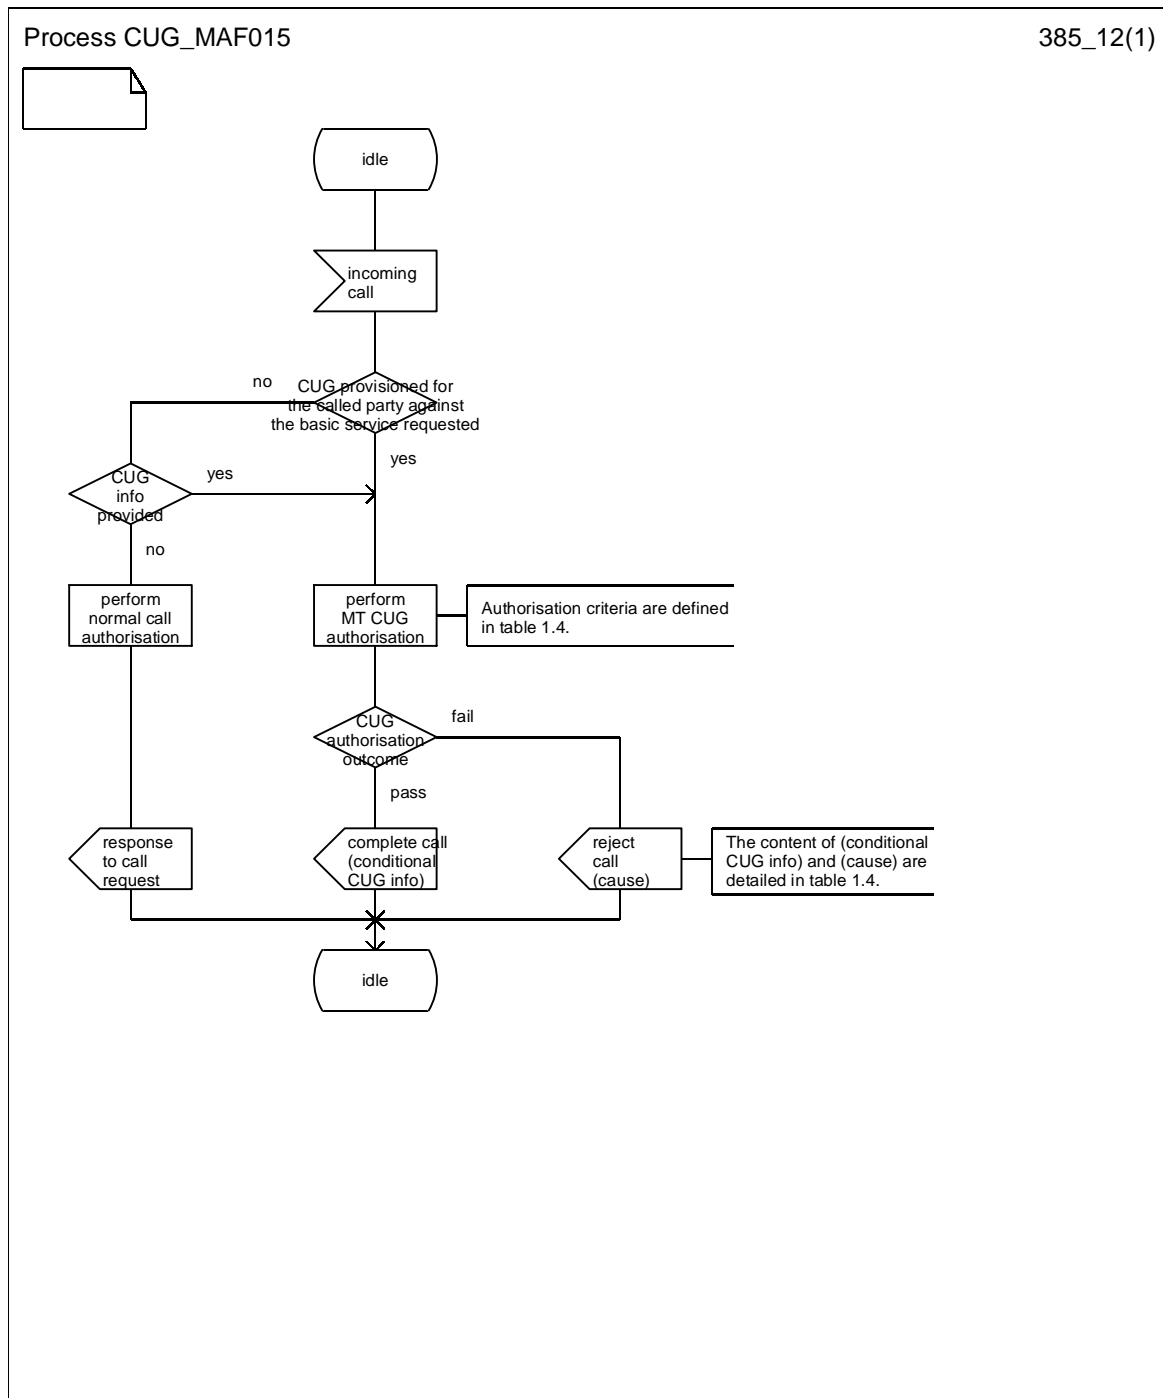 Process CUG_MAF015
385_12(1)
idle
incoming
call
no
CUG provisioned for
the called party against
the basic service requested
yes
CUG
info
provided
yes
no
perform
normal call
authorisation
perform
MT CUG
authorisation
Authorisation criteria are defined
in table 1.4.
CUG
authorisation
outcome
fail
pass
response
to call
request
complete call
(conditional
CUG info)
reject
call
(cause)
The content of (conditional
CUG info) and (cause) are
detailed in table 1.4.
idle